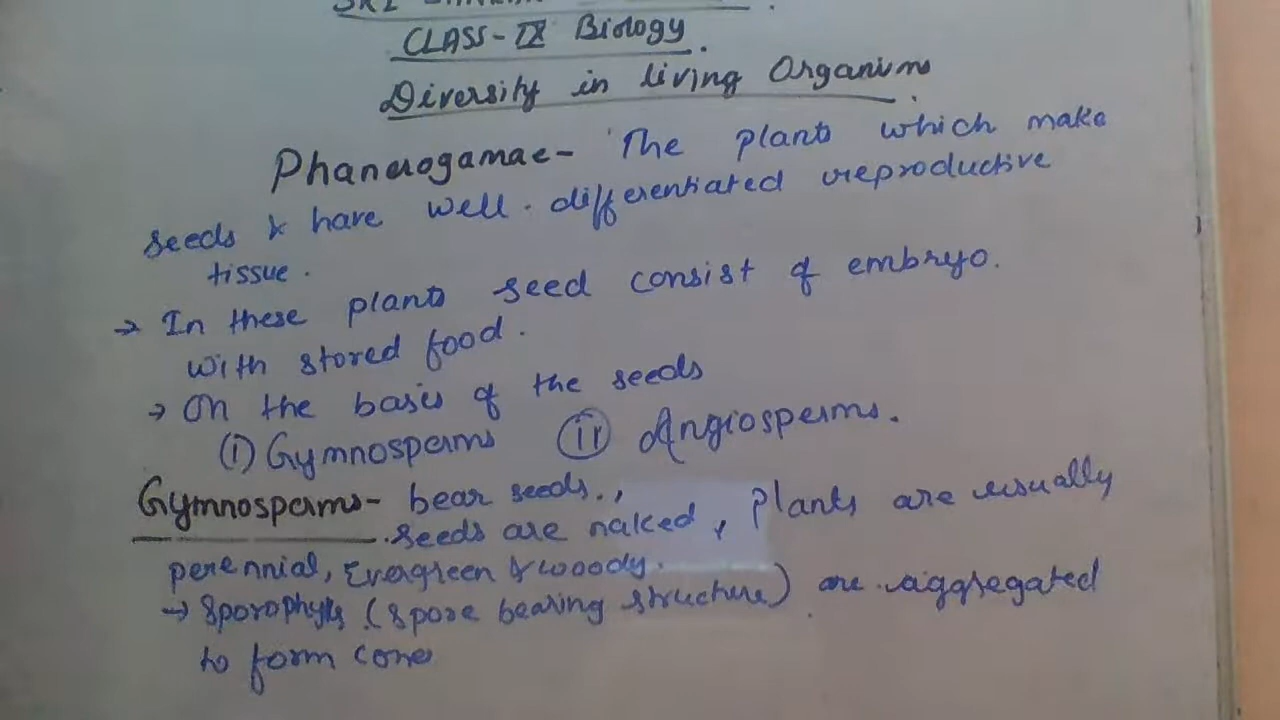 CLASS-IX Biology.
Diversity in living Organisms.
Phanerogamae- The plants which make
seeds & have well. differentiated reproductive
tissue.
→ In these plants seed consist of embryo.
with stored food.
→ On the basis of the seeds
(i) Gymnosperms (ii) Angiosperms.
Gymnosperms- bear seeds.,
.seeds are naked, Plants are usually
perennial, Evergreen & woody.
→ Sporophylls (spore bearing structure) are aggregated
to form cones